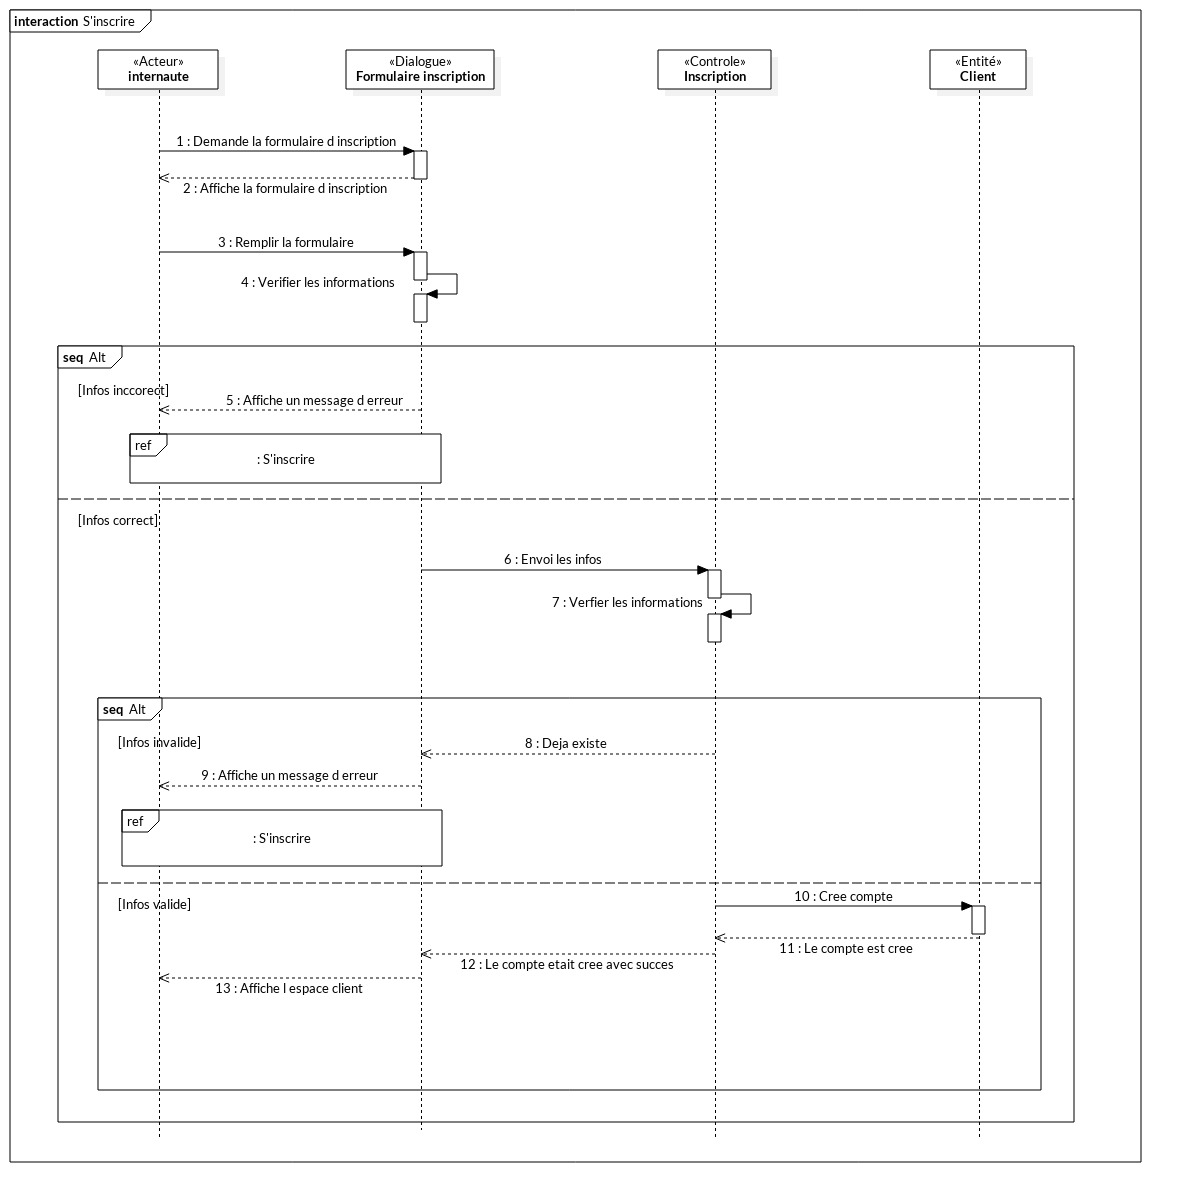 interaction S'inscrire
«Acteur»
internaute
«Dialogue»
Formulaire inscription
«Controle»
Inscription
«Entité»
Client
1 : Demande la formulaire d inscription
2 : Affiche la formulaire d inscription
3 : Remplir la formulaire
4 : Verifier les informations
seq Alt
[Infos inccorect]
5 : Affiche un message d erreur
ref
: S'inscrire
[Infos correct]
6 : Envoi les infos
7 : Verfier les informations
seq Alt
[Infos invalide]
8 : Deja existe
9 : Affiche un message d erreur
ref
: S'inscrire
[Infos valide]
10 : Cree compte
11 : Le compte est cree
12 : Le compte etait cree avec succes
13 : Affiche l espace client